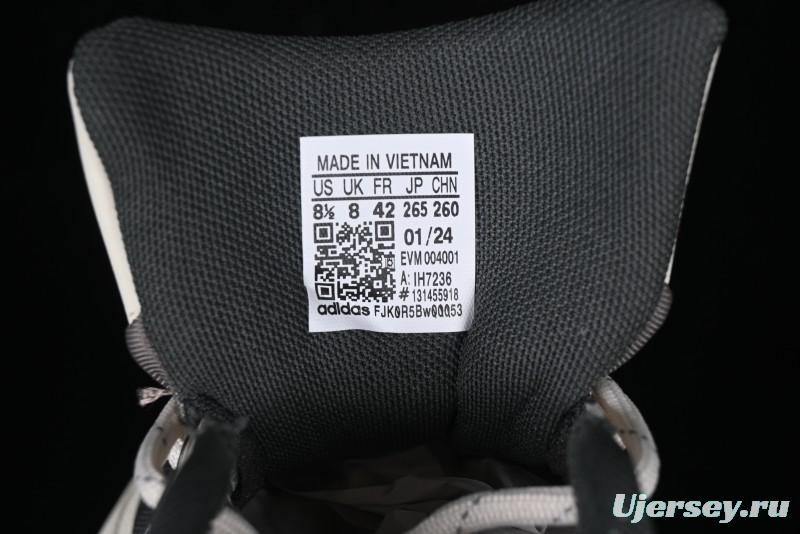 MADE IN VIETNAM
US UK FR JP CHN
8½ 8 42 265 260
01/24
EVM 004001
A: IH7236
# 131455918
adidas FJK0R5Bw00053
Ujersey.ru